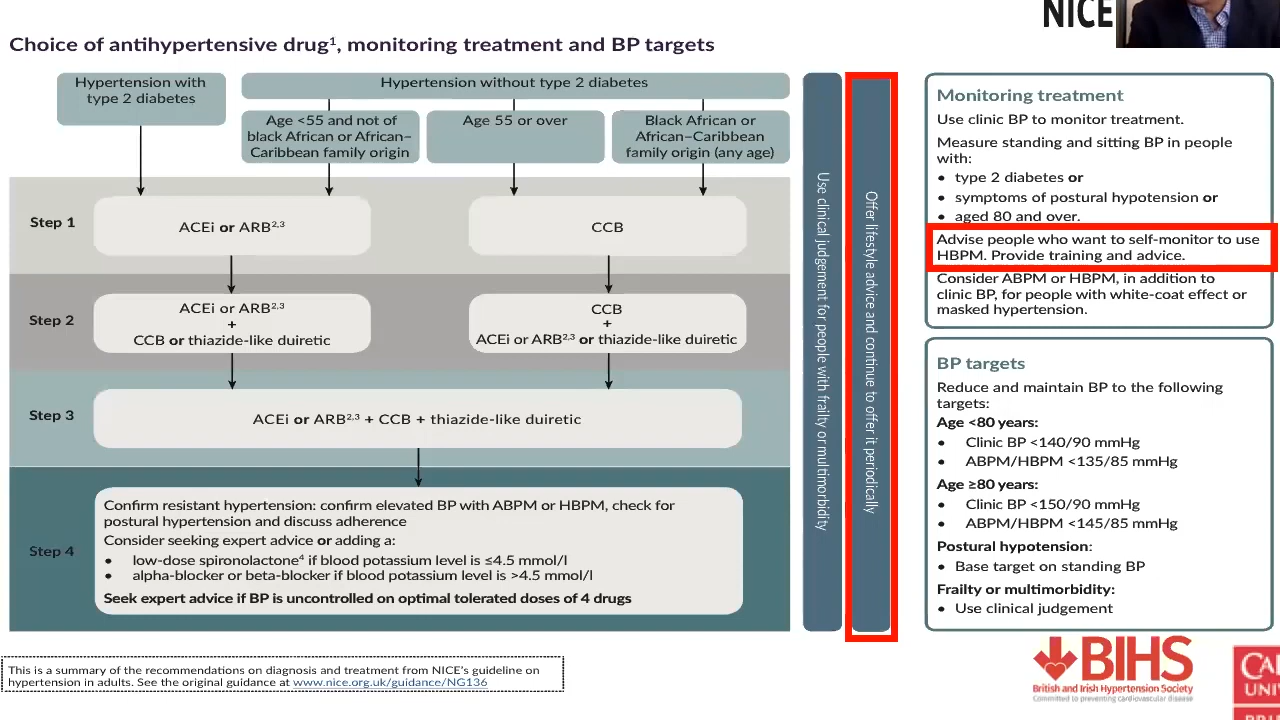 NICE
Choice of antihypertensive drug¹, monitoring treatment and BP targets
Hypertension with
type 2 diabetes
Hypertension without type 2 diabetes
Age <55 and not of
black African or African–
Caribbean family origin
Age 55 or over
Black African or
African–Caribbean
family origin (any age)
Step 1
ACEi or ARB²,³
CCB
Step 2
ACEi or ARB²,³
+
CCB or thiazide-like duiretic
CCB
+
ACEi or ARB²,³ or thiazide-like duiretic
Step 3
ACEi or ARB²,³ + CCB + thiazide-like duiretic
Step 4
Confirm resistant hypertension: confirm elevated BP with ABPM or HBPM, check for
postural hypertension and discuss adherence
Consider seeking expert advice or adding a:
• low-dose spironolactone⁴ if blood potassium level is ≤4.5 mmol/l
• alpha-blocker or beta-blocker if blood potassium level is >4.5 mmol/l
Seek expert advice if BP is uncontrolled on optimal tolerated doses of 4 drugs
Use clinical judgement for people with frailty or multimorbidity
Offer lifestyle advice and continue to offer it periodically
Monitoring treatment
Use clinic BP to monitor treatment.
Measure standing and sitting BP in people
with:
• type 2 diabetes or
• symptoms of postural hypotension or
• aged 80 and over.
Advise people who want to self-monitor to use
HBPM. Provide training and advice.
Consider ABPM or HBPM, in addition to
clinic BP, for people with white-coat effect or
masked hypertension.
BP targets
Reduce and maintain BP to the following
targets:
Age <80 years:
• Clinic BP <140/90 mmHg
• ABPM/HBPM <135/85 mmHg
Age ≥80 years:
• Clinic BP <150/90 mmHg
• ABPM/HBPM <145/85 mmHg
Postural hypotension:
• Base target on standing BP
Frailty or multimorbidity:
• Use clinical judgement
This is a summary of the recommendations on diagnosis and treatment from NICE's guideline on
hypertension in adults. See the original guidance at www.nice.org.uk/guidance/NG136
BIHS
British and Irish Hypertension Society
Committed to preventing cardiovascular disease